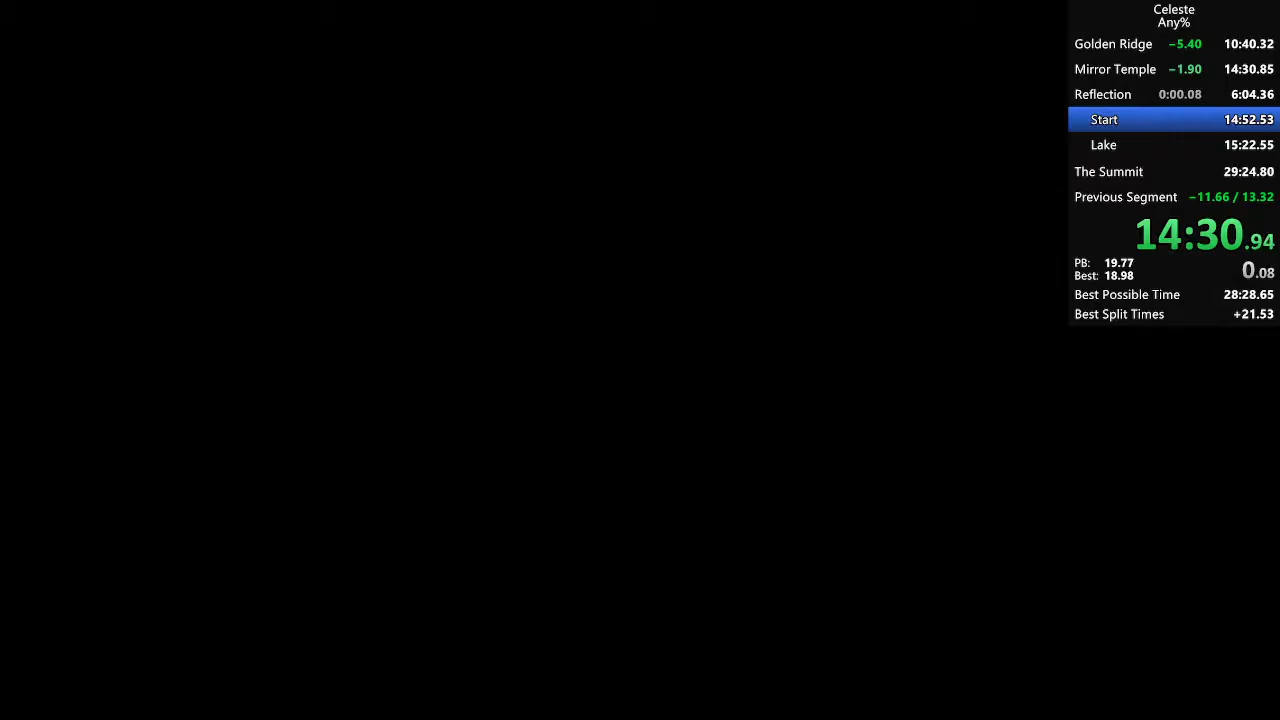 Celeste
Any%
Golden Ridge −5.40 10:40.32
Mirror Temple −1.90 14:30.85
Reflection 0:00.08 6:04.36
Start 14:52.53
Lake 15:22.55
The Summit 29:24.80
Previous Segment −11.66 / 13.32
14:30.94
PB: 19.77
Best: 18.98
0.08
Best Possible Time 28:28.65
Best Split Times +21.53